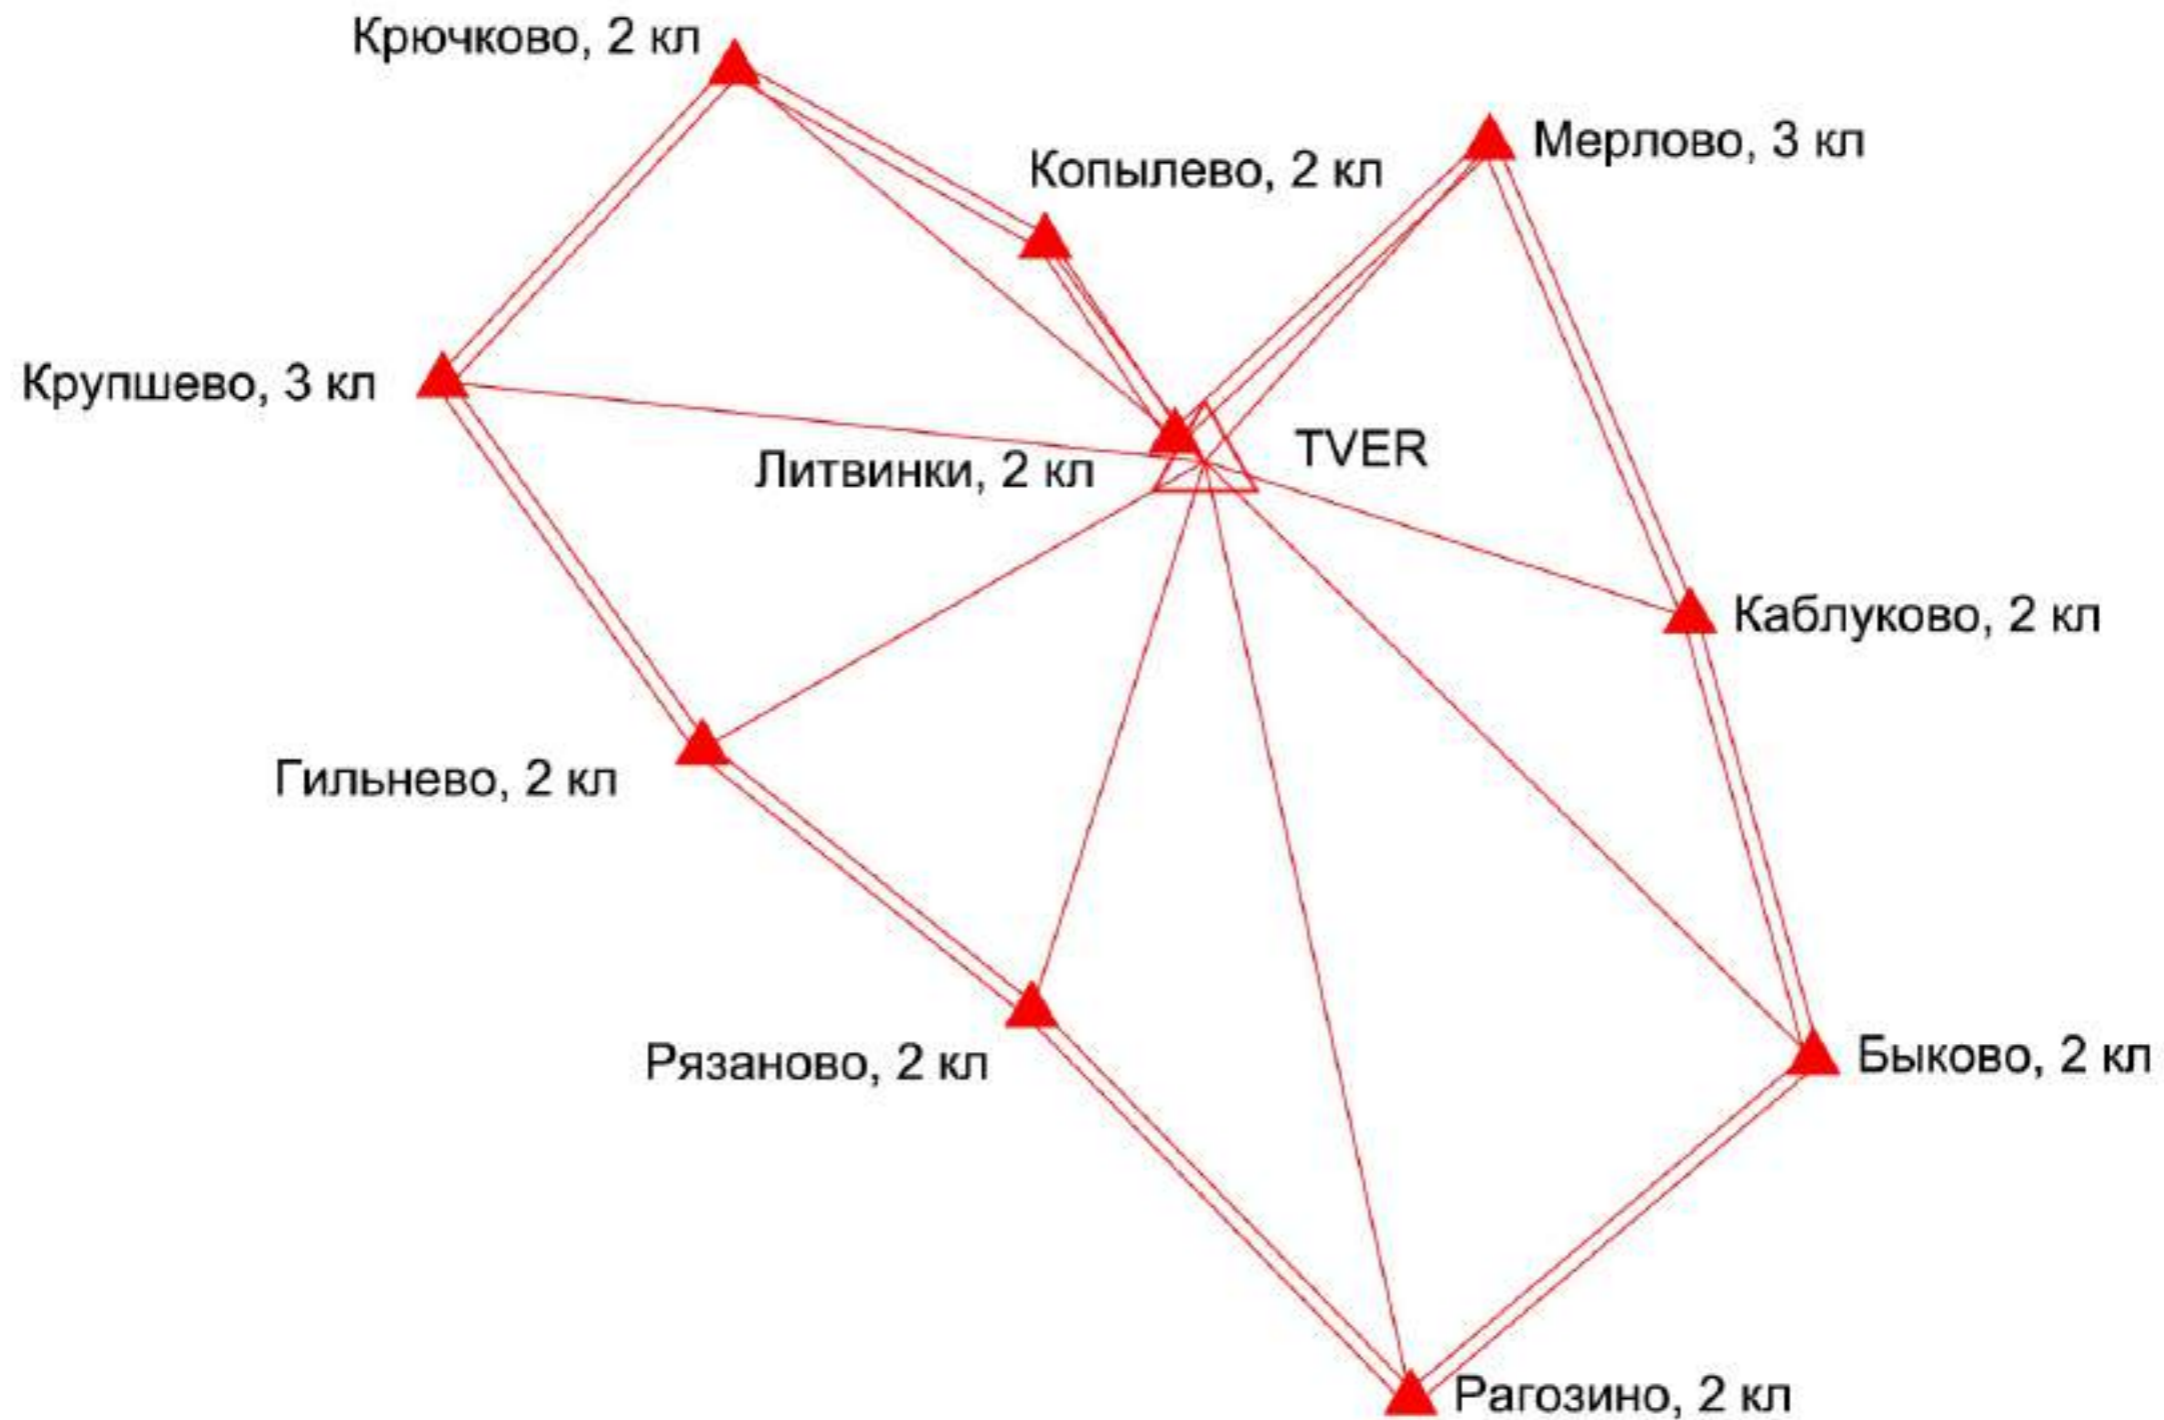 Крючково, 2 кл
Мерлово, 3 кл
Копылево, 2 кл
Крупшево, 3 кл
TVER
Литвинки, 2 кл
Каблуково, 2 кл
Гильнево, 2 кл
Рязаново, 2 кл
Быково, 2 кл
Рагозино, 2 кл